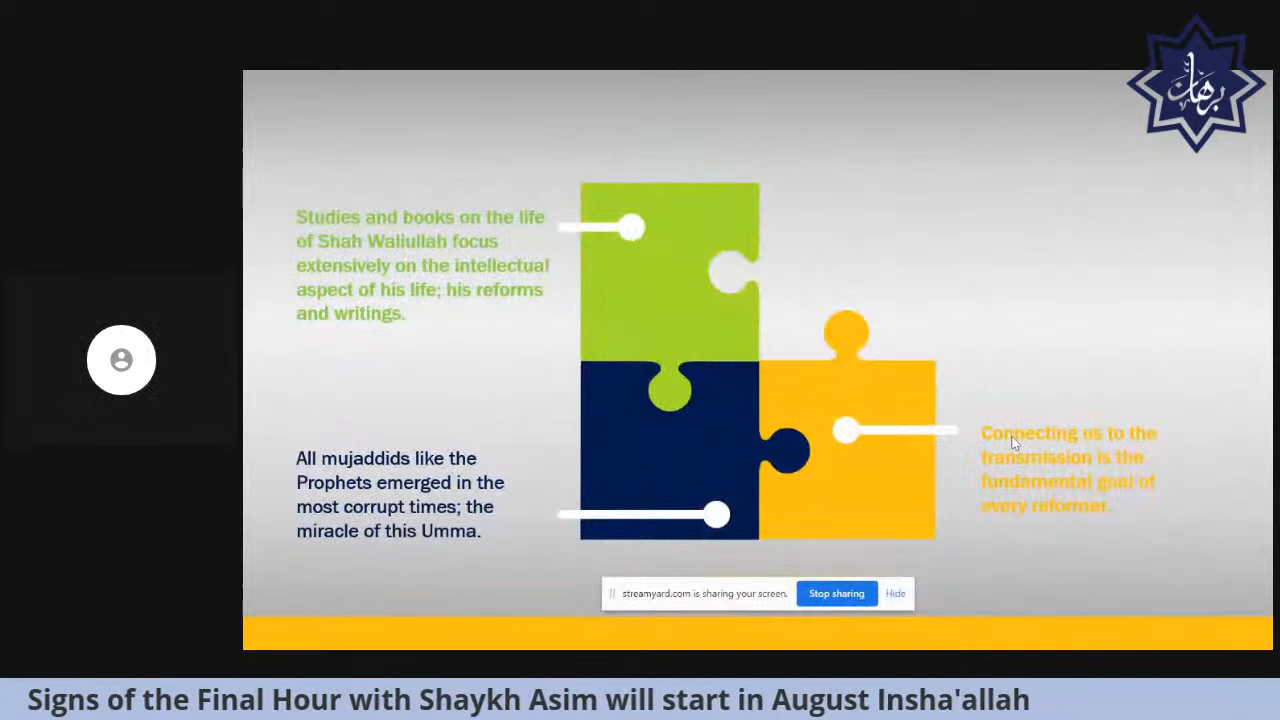 برهان
Studies and books on the life
of Shah Waliullah focus
extensively on the intellectual
aspect of his life; his reforms
and writings.
All mujaddids like the
Prophets emerged in the
most corrupt times; the
miracle of this Umma.
Connecting us to the
transmission is the
fundamental goal of
every reformer.
streamyard.com is sharing your screen. Stop sharing Hide
Signs of the Final Hour with Shaykh Asim will start in August Insha'allah